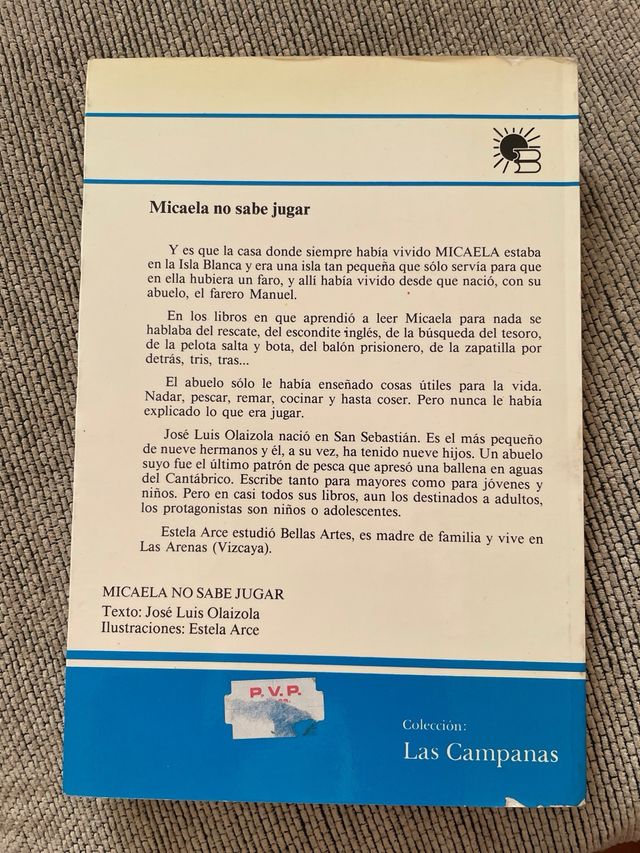 B
Micaela no sabe jugar
Y es que la casa donde siempre había vivido MICAELA estaba
en la Isla Blanca y era una isla tan pequeña que sólo servía para que
en ella hubiera un faro, y allí había vivido desde que nació, con su
abuelo, el farero Manuel.
En los libros en que aprendió a leer Micaela para nada se
hablaba del rescate, del escondite inglés, de la búsqueda del tesoro,
de la pelota salta y bota, del balón prisionero, de la zapatilla por
detrás, tris, tras...
El abuelo sólo le había enseñado cosas útiles para la vida.
Nadar, pescar, remar, cocinar y hasta coser. Pero nunca le había
explicado lo que era jugar.
José Luis Olaizola nació en San Sebastián. Es el más pequeño
de nueve hermanos y él, a su vez, ha tenido nueve hijos. Un abuelo
suyo fue el último patrón de pesca que apresó una ballena en aguas
del Cantábrico. Escribe tanto para mayores como para jóvenes y
niños. Pero en casi todos sus libros, aun los destinados a adultos,
los protagonistas son niños o adolescentes.
Estela Arce estudió Bellas Artes, es madre de familia y vive en
Las Arenas (Vizcaya).
MICAELA NO SABE JUGAR
Texto: José Luis Olaizola
Ilustraciones: Estela Arce
P.V.P.
Colección:
Las Campanas